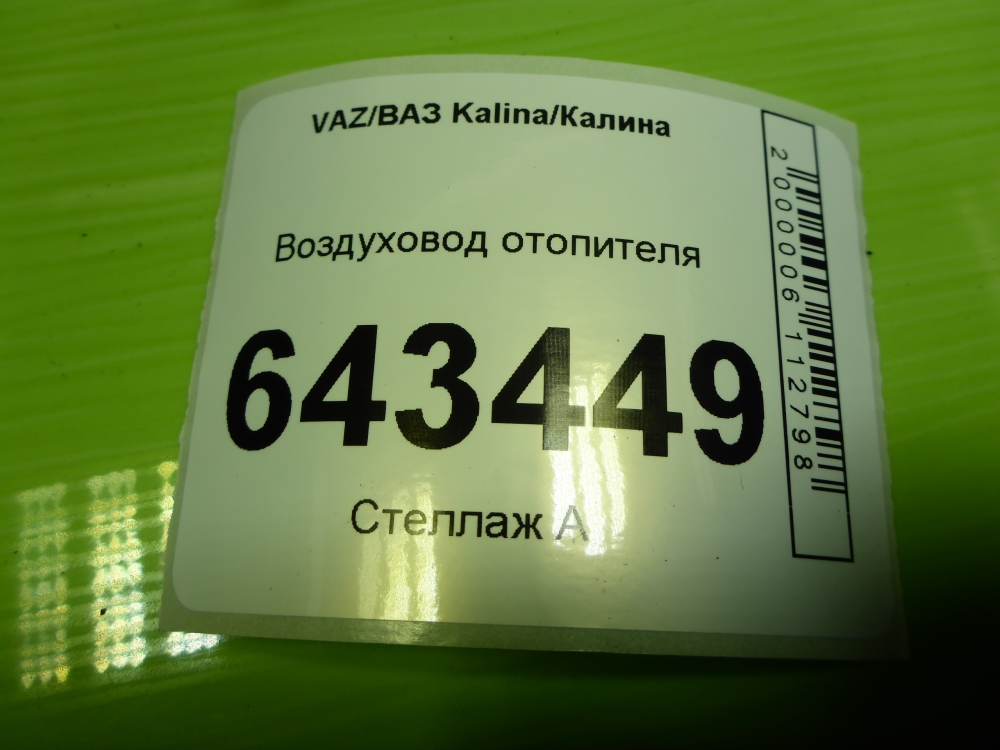 VAZ/ВАЗ Kalina/Калина
Воздуховод отопителя
643449
Стеллаж А
2000006112798